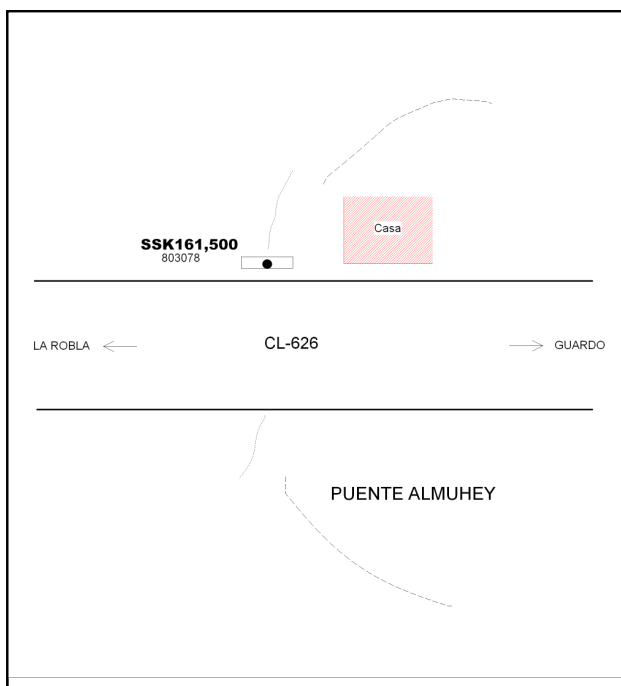 Casa
SSK161,500
803078
LA ROBLA
CL-626
GUARDO
PUENTE ALMUHEY